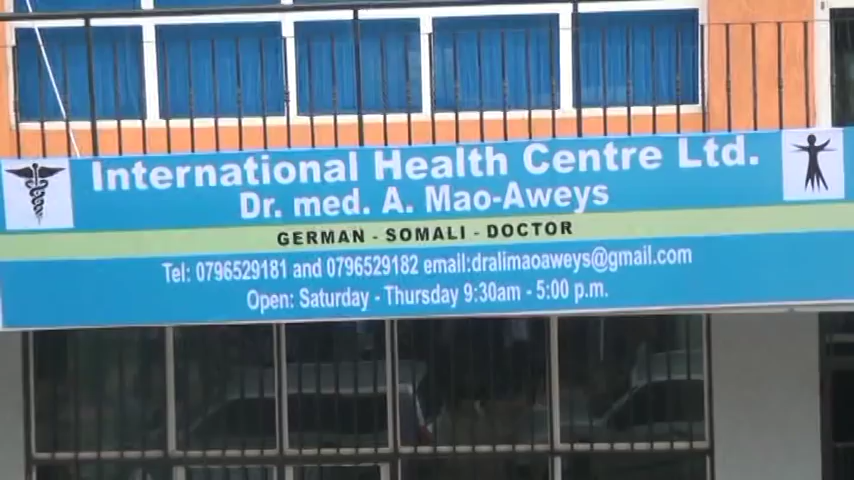 International Health Centre Ltd.
Dr. med. A. Mao-Aweys
GERMAN - SOMALI - DOCTOR
Tel: 0796529181 and 0796529182 email:dralimaoaweys@gmail.com
Open: Saturday - Thursday 9:30am - 5:00 p.m.